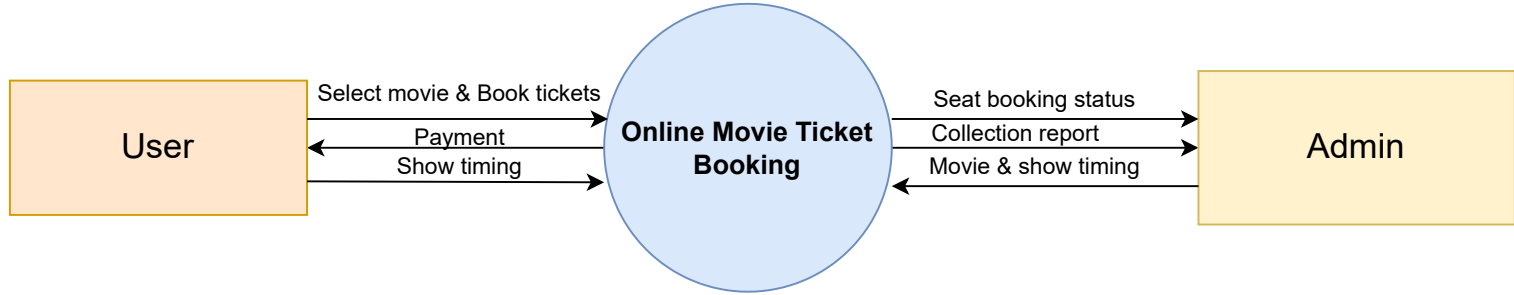 User
Select movie & Book tickets
Payment
Show timing
Online Movie Ticket
Booking
Seat booking status
Collection report
Movie & show timing
Admin